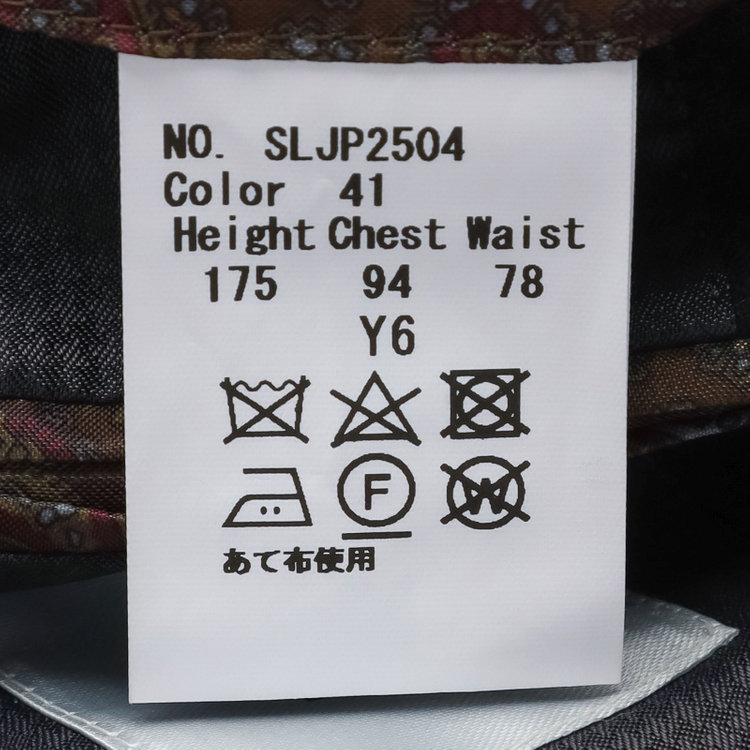 NO. SLJP2504
Color 41
Height Chest Waist
175 94 78
Y6
F W
あて布使用